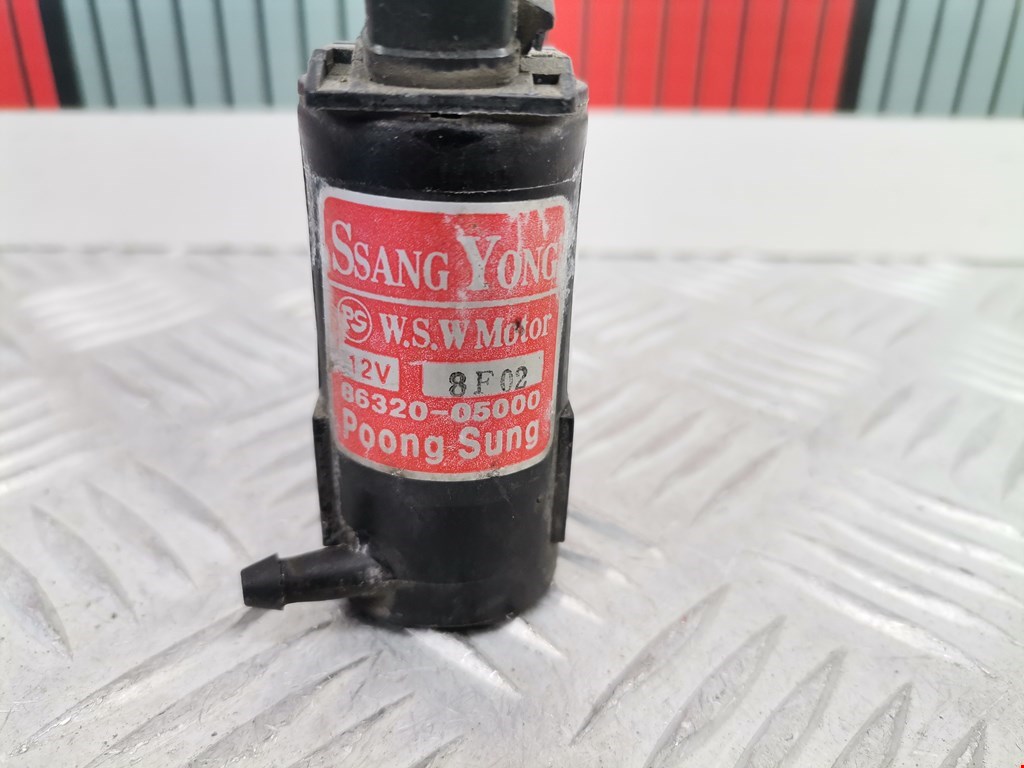 SSANG YONG
PS W.S.W Motor
12V 8F02
86320-05000
Poong Sung